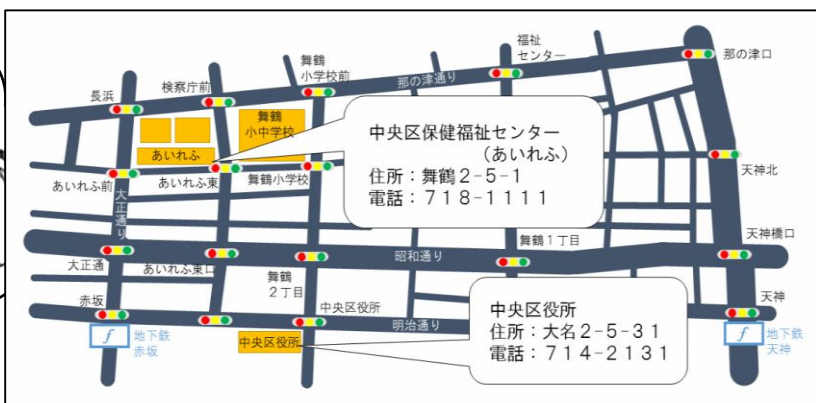 福祉
センター
那の津口
舞鶴
小学校前
検察庁前
那の津通り
長浜
舞鶴
小中学校
中央区保健福祉センター
(あいれふ)
住所：舞鶴２-５-１
電話：７１８-１１１１
あいれふ
あいれふ前
大正通り
あいれふ東
舞鶴小学校
天神北
舞鶴１丁目
天神橋口
大正通
あいれふ東口
昭和通り
舞鶴
２丁目
赤坂
中央区役所
明治通り
天神
中央区役所
住所：大名２-５-３１
電話：７１４-２１３１
f
地下鉄
赤坂
中央区役所
f
地下鉄
天神